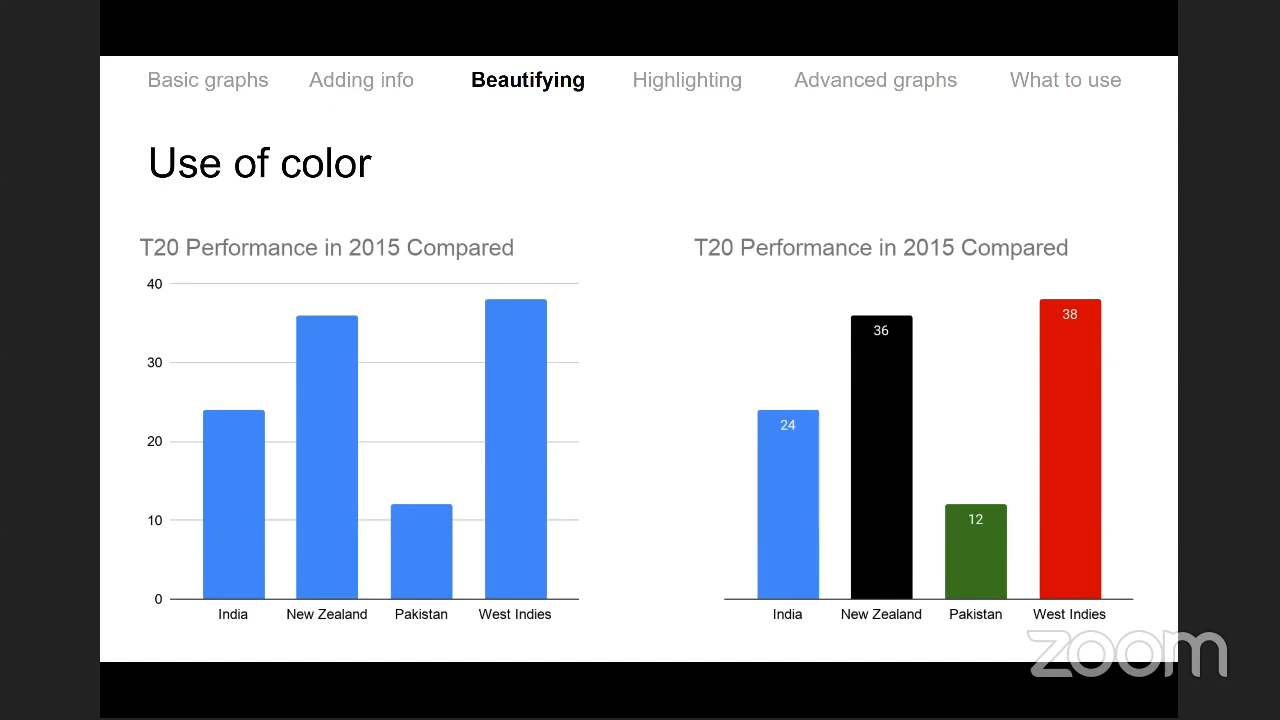 Basic graphs Adding info Beautifying Highlighting Advanced graphs What to use
Use of color
T20 Performance in 2015 Compared
40
30
20
10
0
India New Zealand Pakistan West Indies
T20 Performance in 2015 Compared
24
36
12
38
India New Zealand Pakistan West Indies
zoom